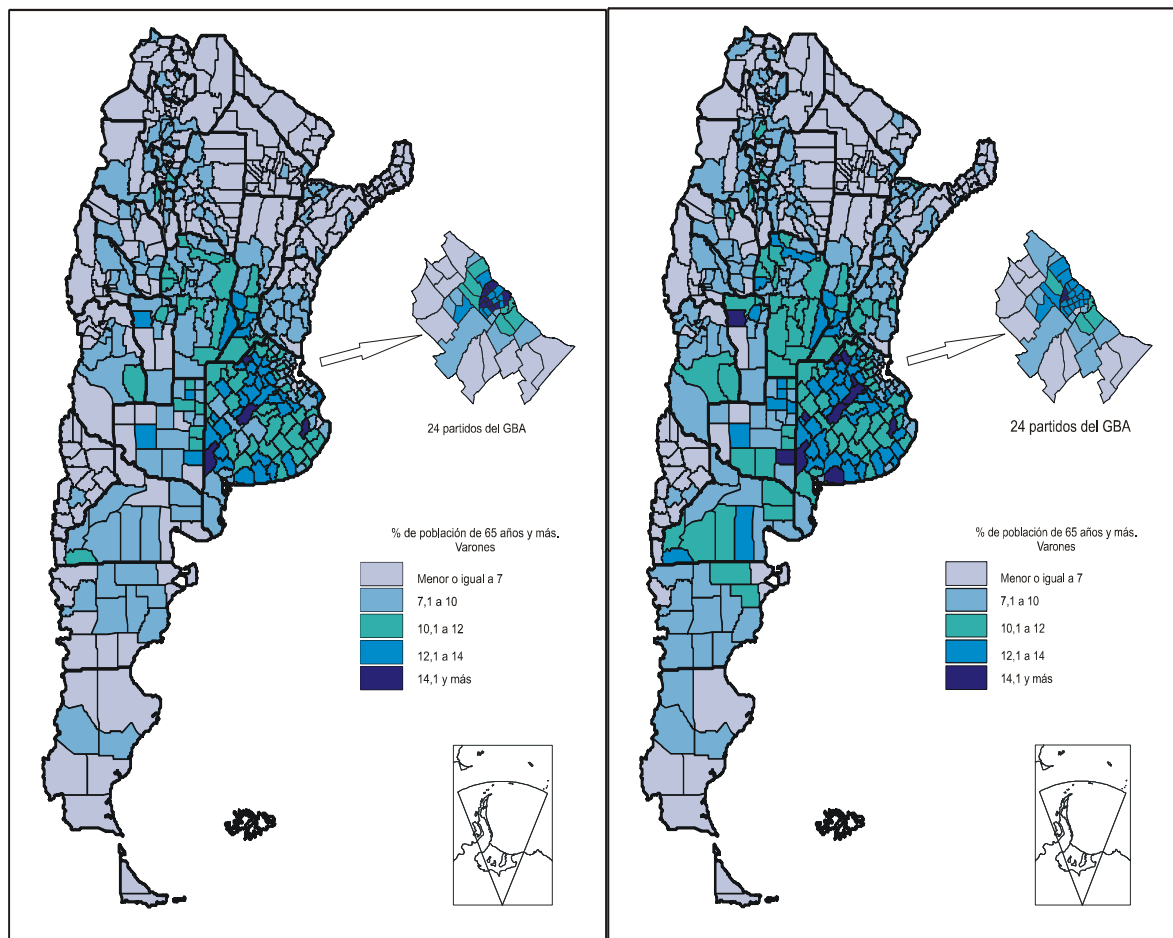 24 partidos del GBA
% de población de 65 años y más.
Varones
Menor o igual a 7
7,1 a 10
10,1 a 12
12,1 a 14
14,1 y más
24 partidos del GBA
% de población de 65 años y más.
Varones
Menor o igual a 7
7,1 a 10
10,1 a 12
12,1 a 14
14,1 y más